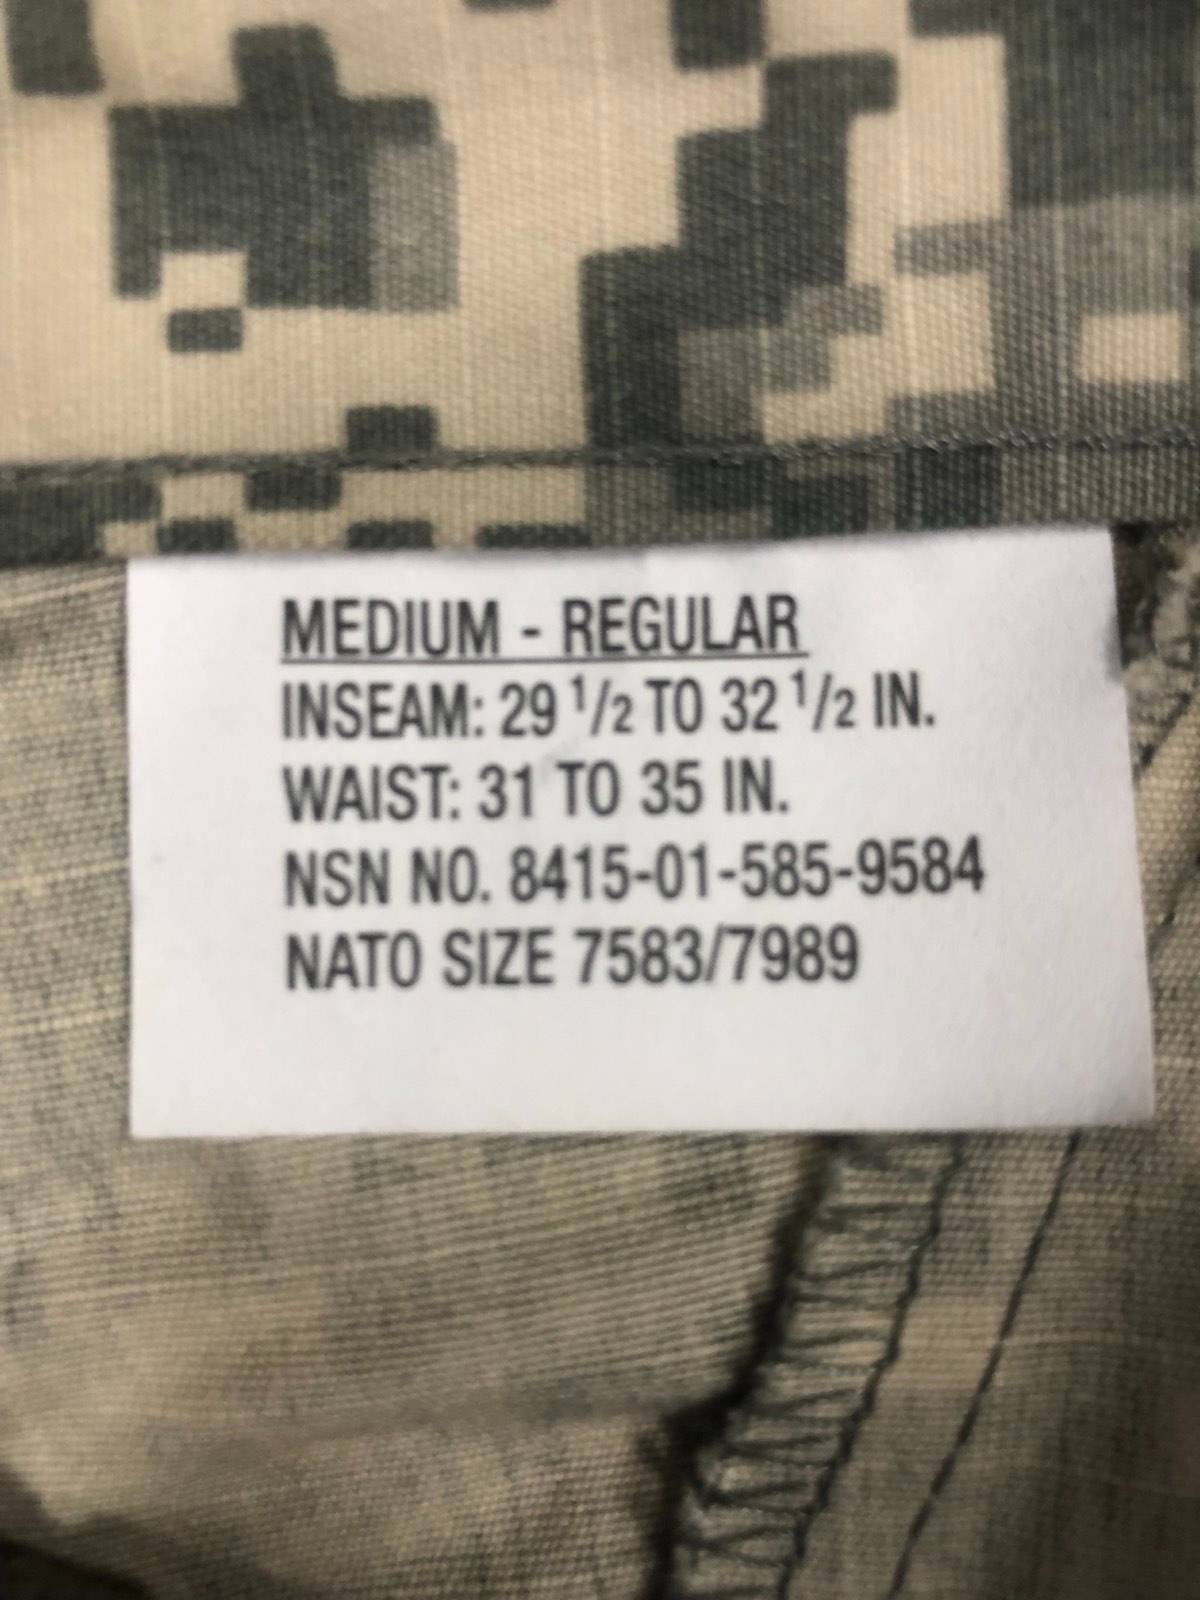 MEDIUM - REGULAR
INSEAM: 29 1/2 TO 32 1/2 IN.
WAIST: 31 TO 35 IN.
NSN NO. 8415-01-585-9584
NATO SIZE 7583/7989